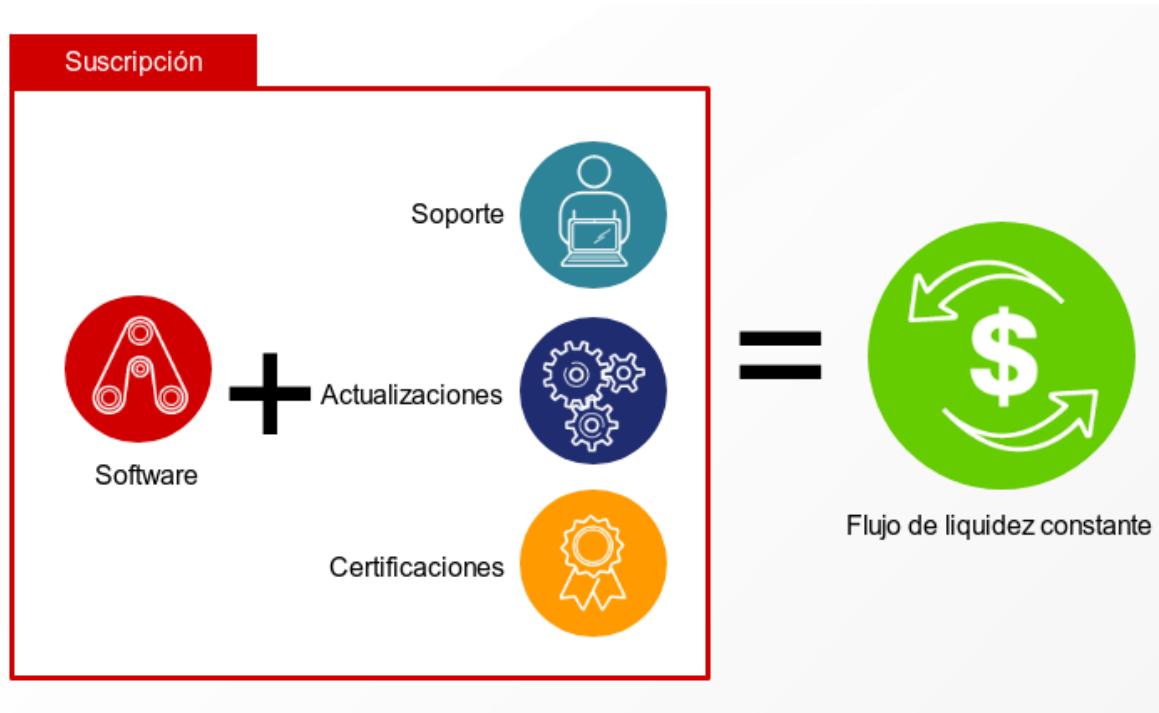 Suscripción
Soporte
Software
+
Actualizaciones
Certificaciones
=
$
Flujo de liquidez constante